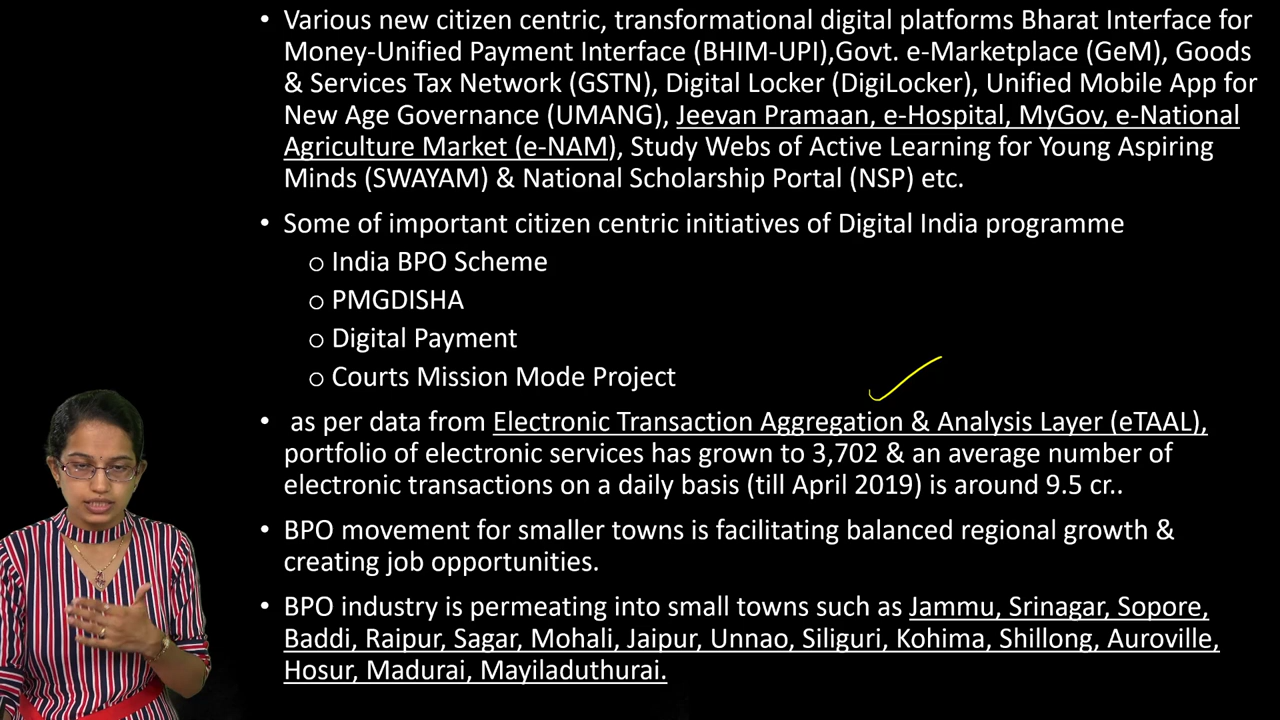 • Various new citizen centric, transformational digital platforms Bharat Interface for
Money-Unified Payment Interface (BHIM-UPI),Govt. e-Marketplace (GeM), Goods
& Services Tax Network (GSTN), Digital Locker (DigiLocker), Unified Mobile App for
New Age Governance (UMANG), Jeevan Pramaan, e-Hospital, MyGov, e-National
Agriculture Market (e-NAM), Study Webs of Active Learning for Young Aspiring
Minds (SWAYAM) & National Scholarship Portal (NSP) etc.
• Some of important citizen centric initiatives of Digital India programme
o India BPO Scheme
o PMGDISHA
o Digital Payment
o Courts Mission Mode Project
• as per data from Electronic Transaction Aggregation & Analysis Layer (eTAAL),
portfolio of electronic services has grown to 3,702 & an average number of
electronic transactions on a daily basis (till April 2019) is around 9.5 cr..
• BPO movement for smaller towns is facilitating balanced regional growth &
creating job opportunities.
• BPO industry is permeating into small towns such as Jammu, Srinagar, Sopore,
Baddi, Raipur, Sagar, Mohali, Jaipur, Unnao, Siliguri, Kohima, Shillong, Auroville,
Hosur, Madurai, Mayiladuthurai.